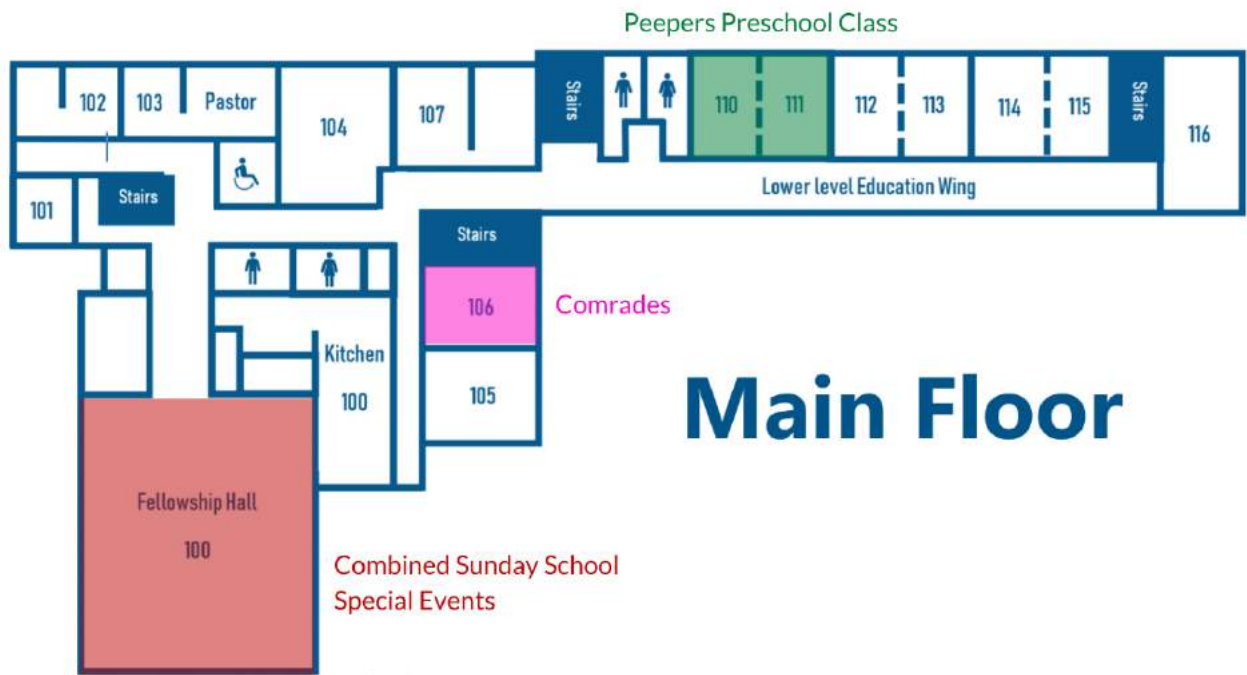 Peepers Preschool Class
102
103
Pastor
104
107
Stairs
110
111
112
113
114
115
Stairs
116
101
Stairs
Lower level Education Wing
Stairs
106
Comrades
Kitchen
100
105
Main Floor
Fellowship Hall
100
Combined Sunday School
Special Events